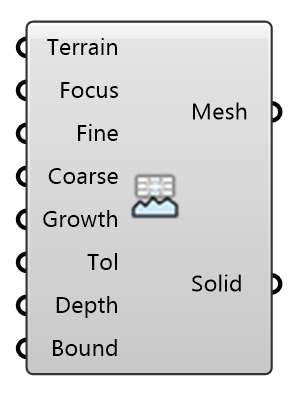 Terrain
Focus
Fine
Coarse
Growth
Tol
Depth
Bound
Mesh
Solid